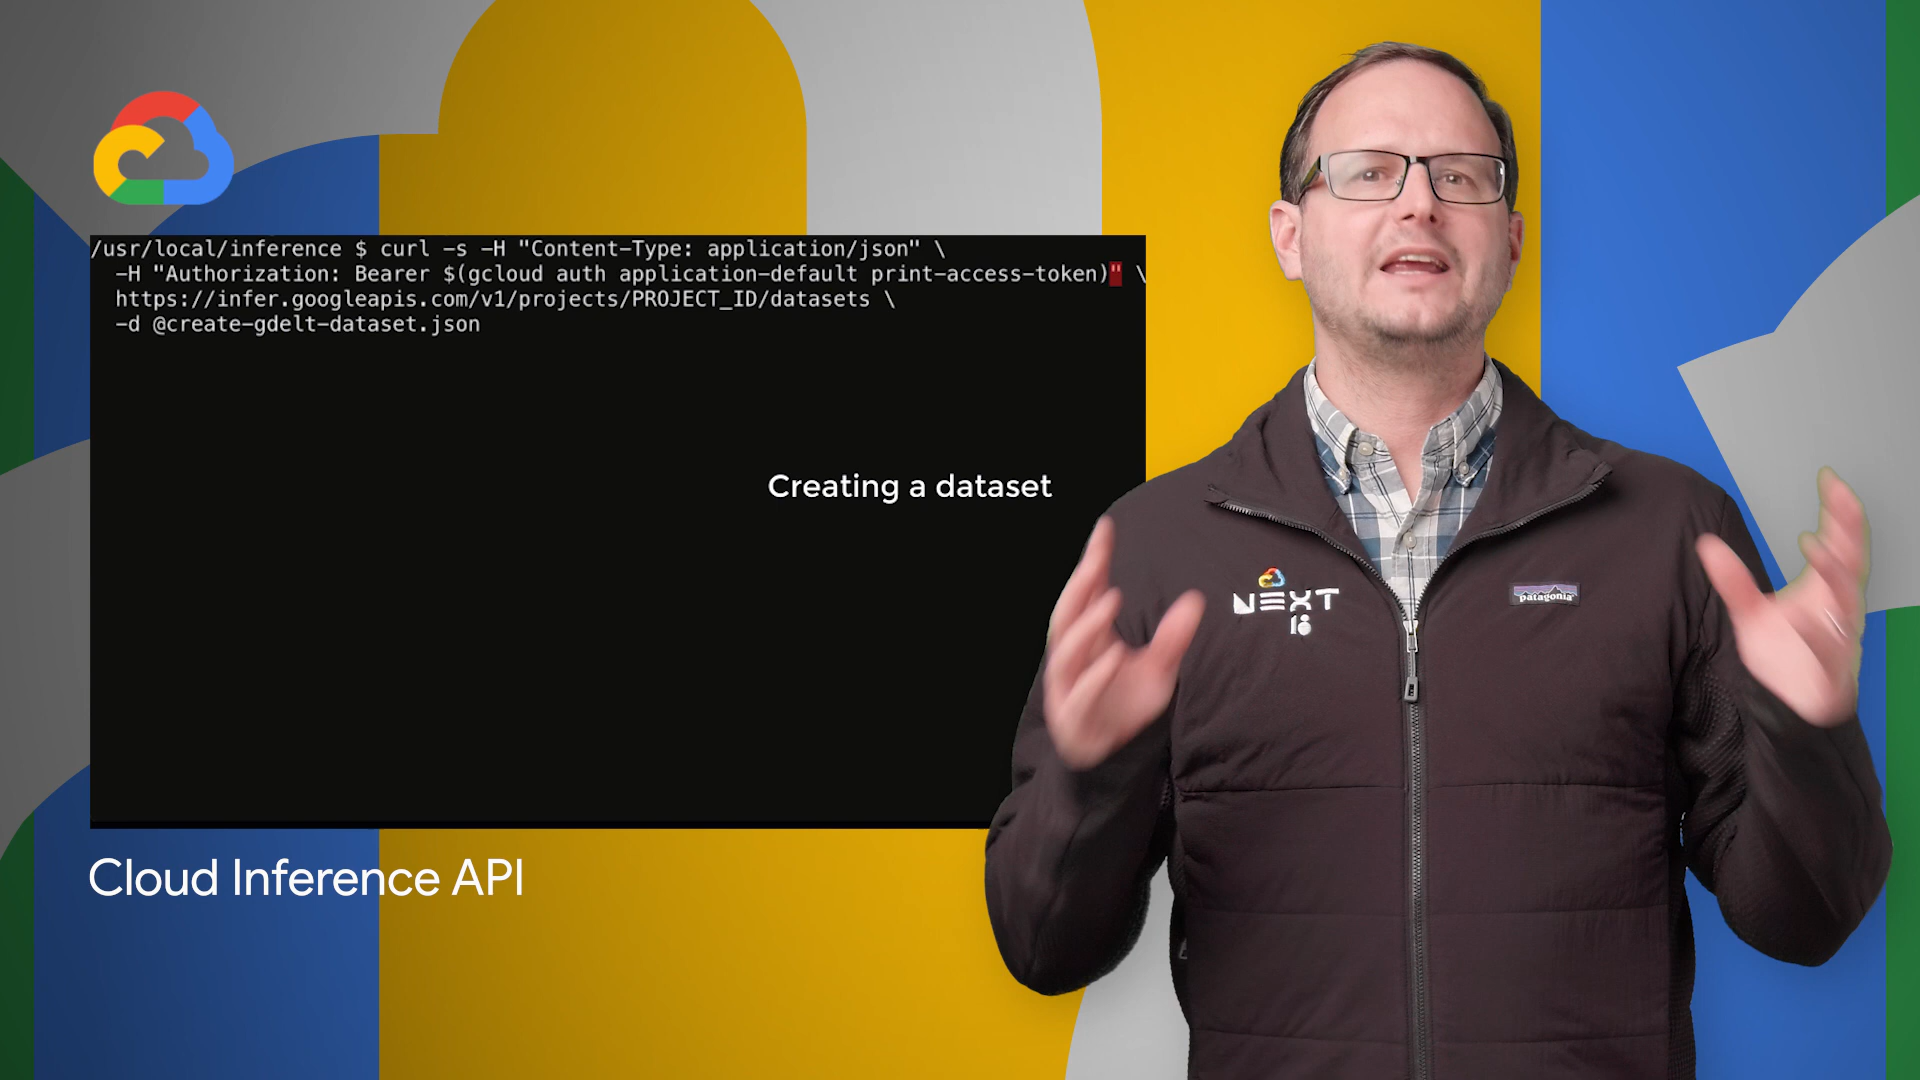 /usr/local/inference $ curl -s -H "Content-Type: application/json" \
-H "Authorization: Bearer $(gcloud auth application-default print-access-token)" \
https://infer.googleapis.com/v1/projects/PROJECT_ID/datasets \
-d @create-gdelt-dataset.json
Creating a dataset
NEXT
18
patagonia
Cloud Inference API